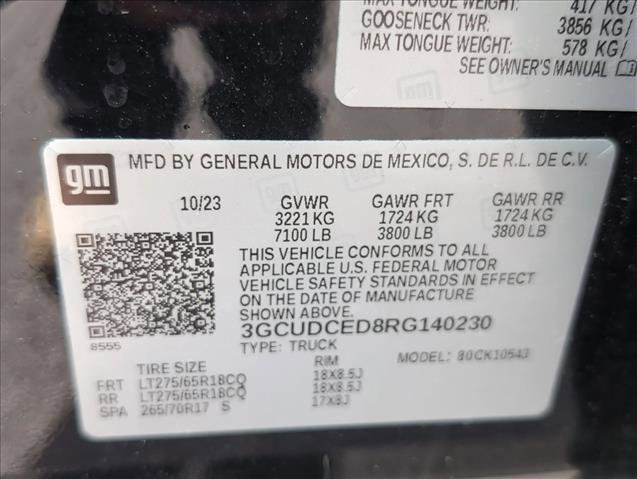 MAX TONGUE WEIGHT: 417 KG/
GOOSENECK TWR: 3856 KG/
MAX TONGUE WEIGHT: 578 KG/
SEE OWNER'S MANUAL
gm
MFD BY GENERAL MOTORS DE MEXICO, S. DE R.L. DE C.V.
10/23 GVWR GAWR FRT GAWR RR
3221 KG 1724 KG 1724 KG
7100 LB 3800 LB 3800 LB
THIS VEHICLE CONFORMS TO ALL
APPLICABLE U.S. FEDERAL MOTOR
VEHICLE SAFETY STANDARDS IN EFFECT
ON THE DATE OF MANUFACTURE
SHOWN ABOVE.
3GCUDCED8RG140230
8555
TYPE: TRUCK MODEL: 80CK10543
TIRE SIZE RIM
FRT LT275/65R18CQ 18X8.5J
RR LT275/65R18CQ 18X8.5J
SPA 265/70R17 S 17X8J